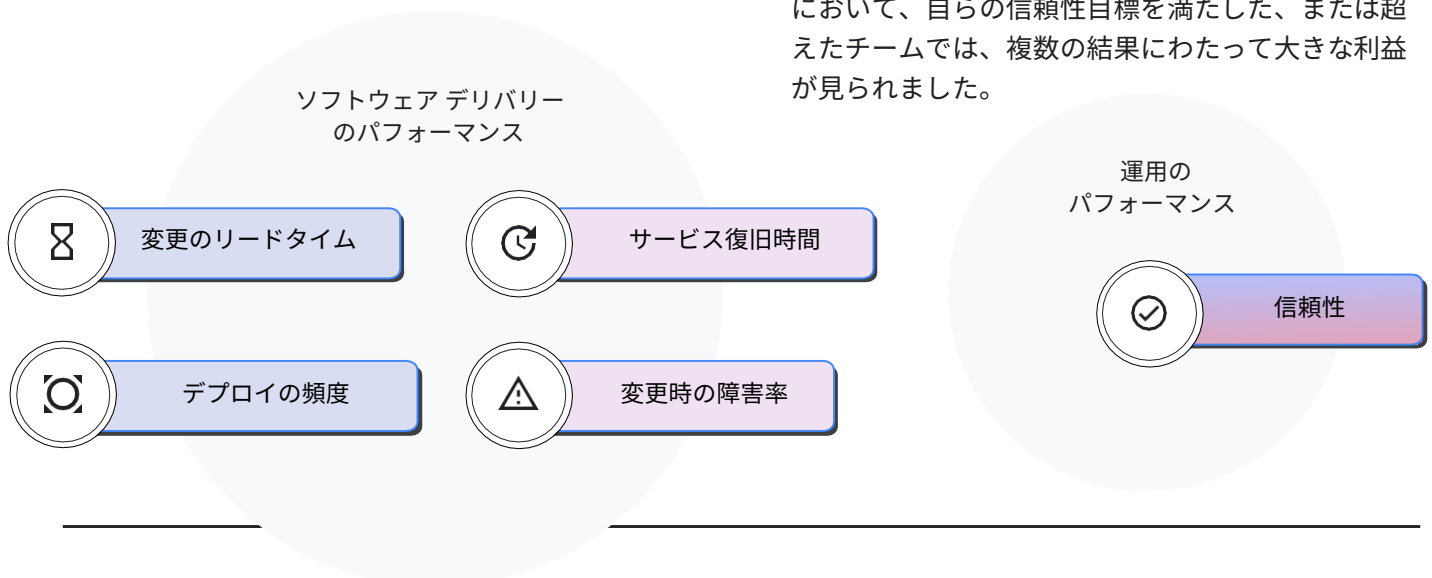 において、自らの信頼性目標を満たした、または超
えたチームでは、複数の結果にわたって大きな利益
が見られました。
ソフトウェア デリバリー
のパフォーマンス
変更のリードタイム
サービス復旧時間
デプロイの頻度
変更時の障害率
運用の
パフォーマンス
信頼性